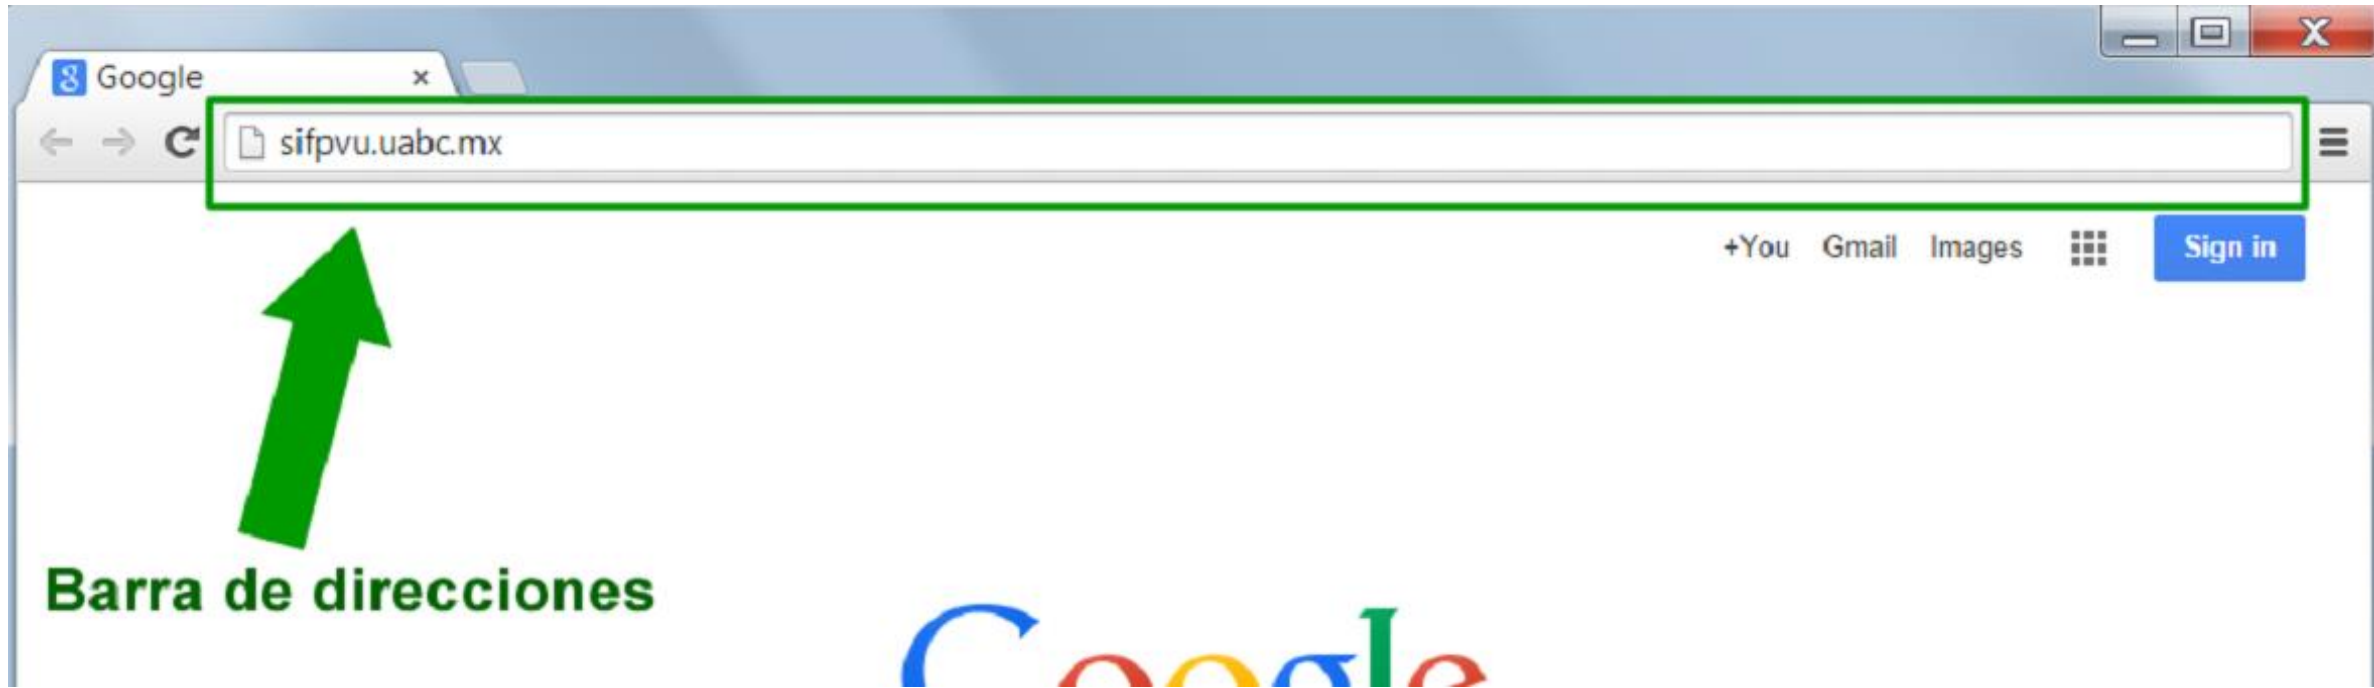 Google
sifpvu.uabc.mx
+You Gmail Images Sign in
Barra de direcciones
Google